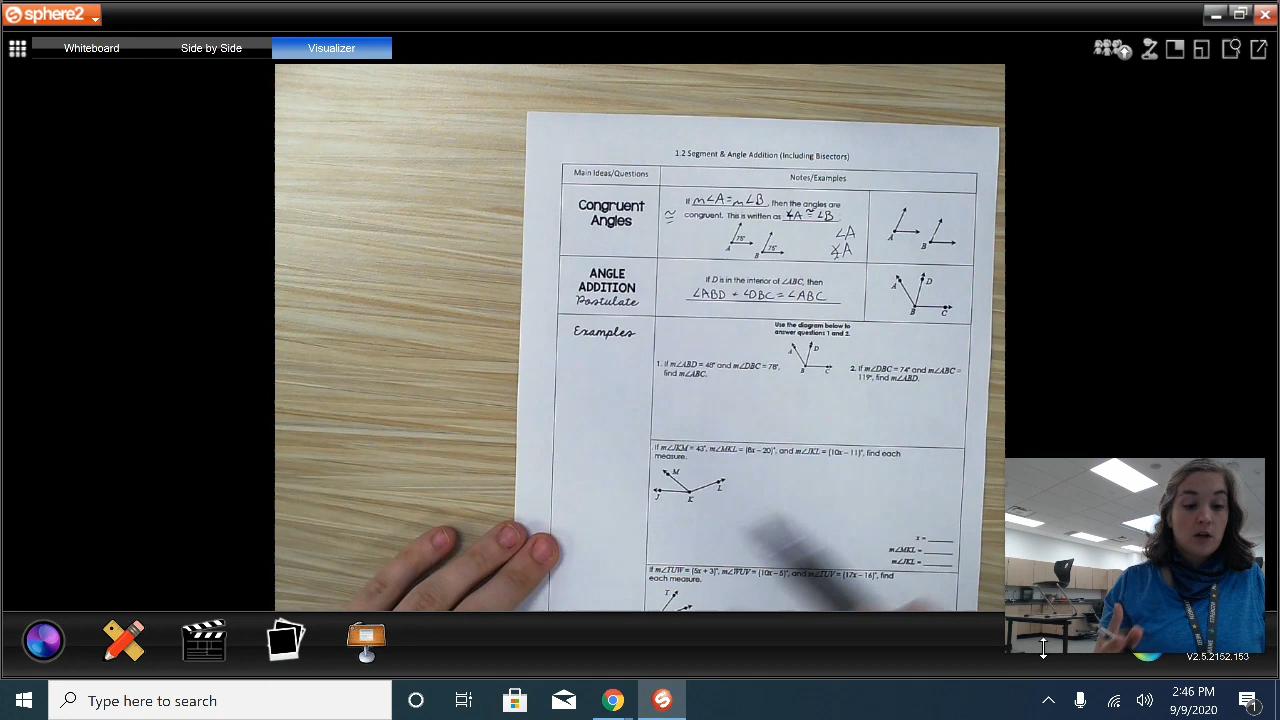 sphere2
Whiteboard
Side by Side
Visualizer
1.2 Segment & Angle Addition (Including Bisectors)
Main Ideas/Questions
Notes/Examples
Congruent
Angles
≅
If m∠A = m∠B, then the angles are
congruent. This is written as ∡A ≅ ∠B
75°
A
75°
B
∠A
∡A
A
B
ANGLE
ADDITION
Postulate
If D is in the interior of ∠ABC, then
∠ABD + ∠DBC = ∠ABC
A
D
B
C
Examples
Use the diagram below to
answer questions 1 and 2.
A
D
B
C
1. If m∠ABD = 48° and m∠DBC = 78°,
find m∠ABC.
2. If m∠DBC = 74° and m∠ABC =
119°, find m∠ABD.
If m∠JKM = 43°, m∠MKL = (8x – 20)°, and m∠JKL = (10x – 11)°, find each
measure.
M
J
K
L
x =
m∠MKL =
m∠JKL =
If m∠TUW = (5x + 3)°, m∠WUV = (10x – 5)°, and m∠TUV = (17x – 16)°, find
each measure.
T
V2.5.2152.153
Type here to search
2:46 PM
9/9/2020
1